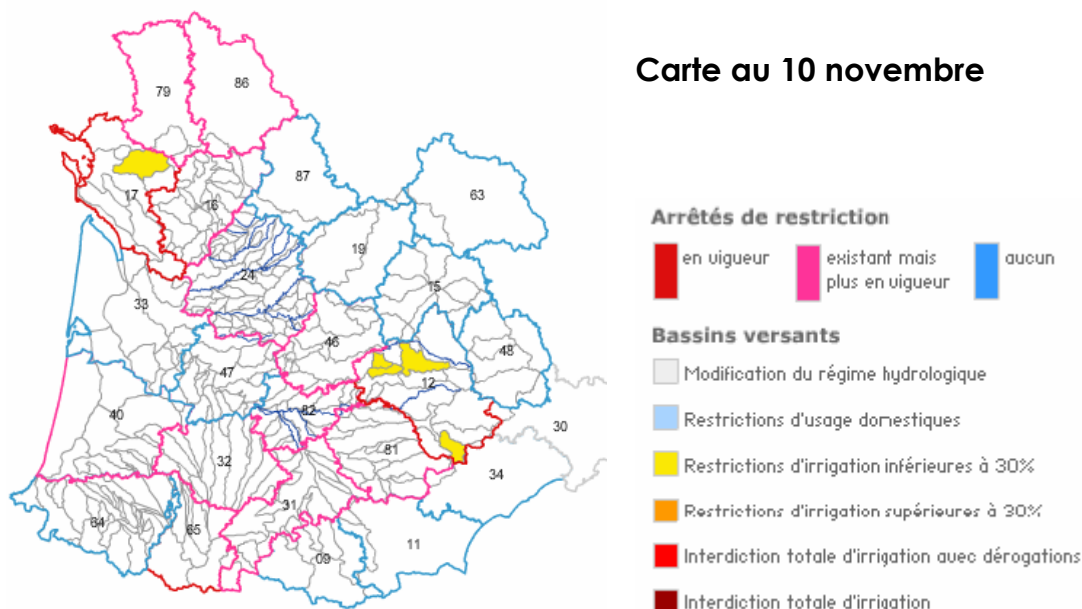 Carte au 10 novembre
79
86
87
63
17
16
19
24
15
33
46
48
47
12
40
82
30
32
81
34
31
64
65
11
09
Arrêtés de restriction
en vigueur
existant mais
plus en vigueur
aucun
Bassins versants
Modification du régime hydrologique
Restrictions d'usage domestiques
Restrictions d'irrigation inférieures à 30%
Restrictions d'irrigation supérieures à 30%
Interdiction totale d'irrigation avec dérogations
Interdiction totale d'irrigation